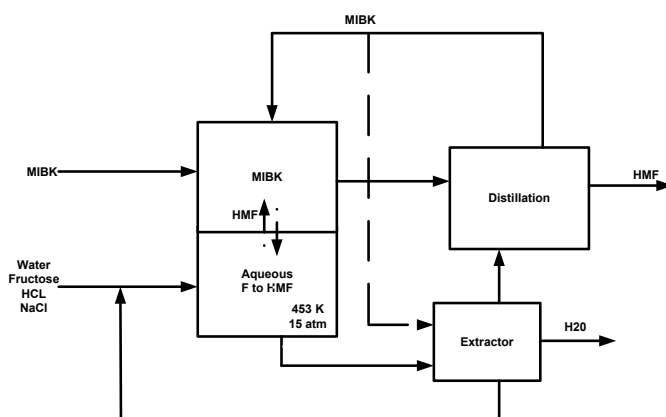 MIBK
MIBK
MIBK
HMF
Distillation
HMF
Water
Fructose
HCL
NaCl
Aqueous
F to HMF
453 K
15 atm
Extractor
H20